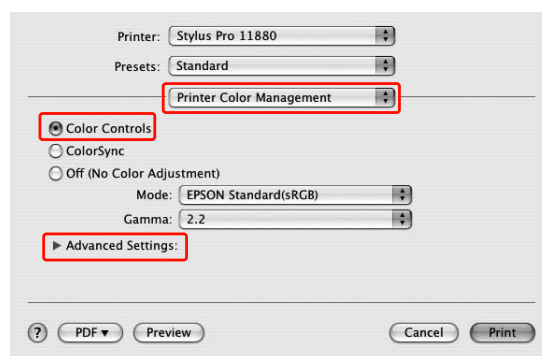 Printer: Stylus Pro 11880
Presets: Standard
Printer Color Management
Color Controls
ColorSync
Off (No Color Adjustment)
Mode: EPSON Standard(sRGB)
Gamma: 2.2
Advanced Settings:
? PDF Preview Cancel Print